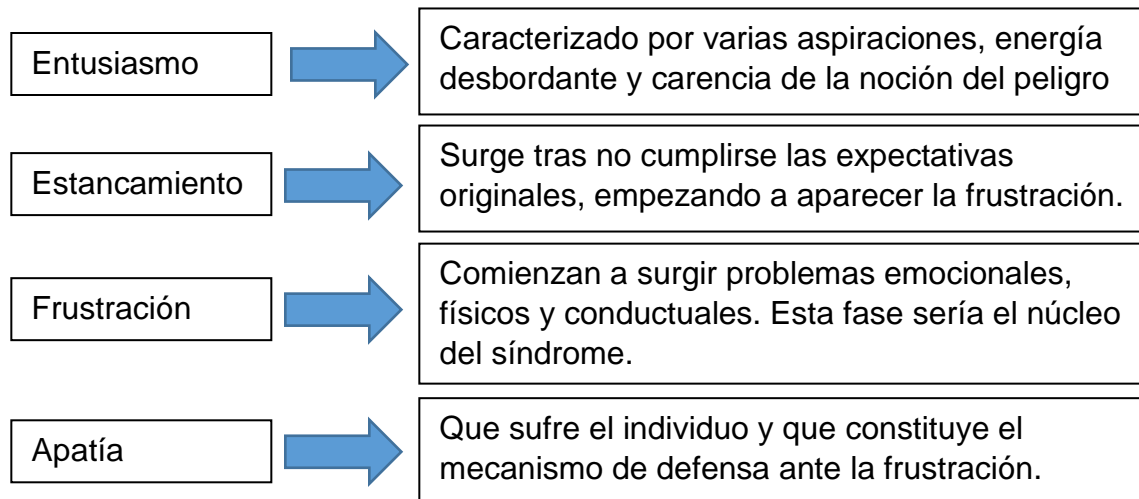 Entusiasmo
Caracterizado por varias aspiraciones, energía
desbordante y carencia de la noción del peligro
Estancamiento
Surge tras no cumplirse las expectativas
originales, empezando a aparecer la frustración.
Frustración
Comienzan a surgir problemas emocionales,
físicos y conductuales. Esta fase sería el núcleo
del síndrome.
Apatía
Que sufre el individuo y que constituye el
mecanismo de defensa ante la frustración.